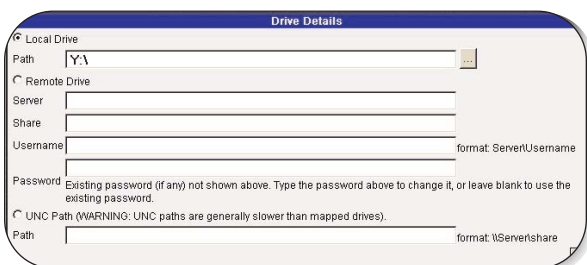 Drive Details
Local Drive
Path Y:\ ...
Remote Drive
Server
Share
Username format: Server\Username
Password Existing password (if any) not shown above. Type the password above to change it, or leave blank to use the
existing password.
UNC Path (WARNING: UNC paths are generally slower than mapped drives).
Path format: \\Server\share